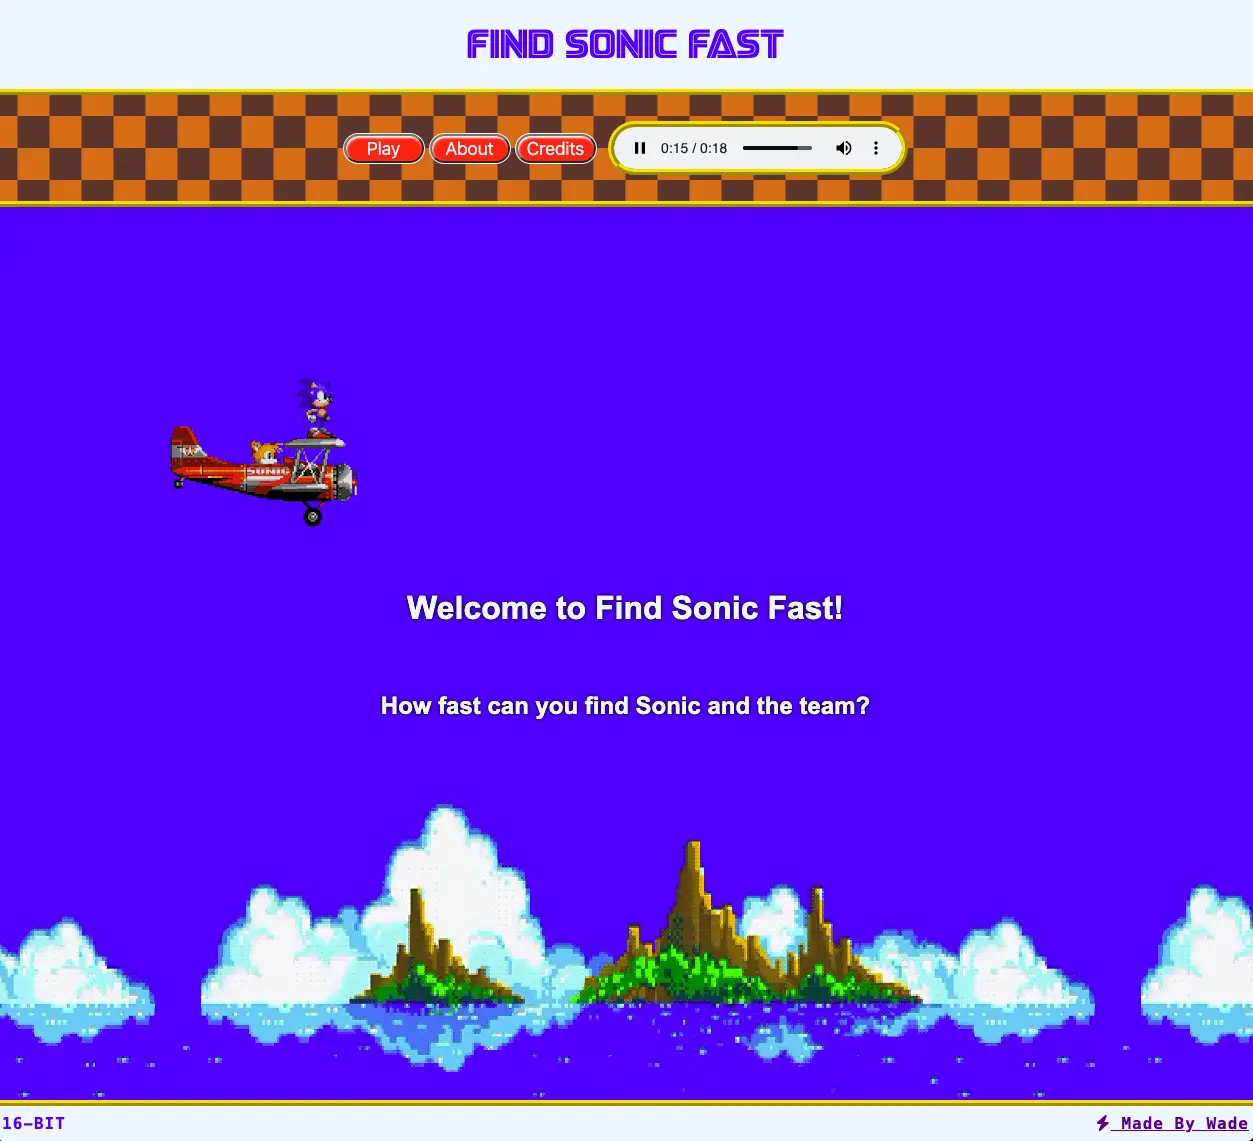 FIND SONIC FAST
Play About Credits 0:15 / 0:18
SONIC
Welcome to Find Sonic Fast!
How fast can you find Sonic and the team?
16-BIT Made By Wade